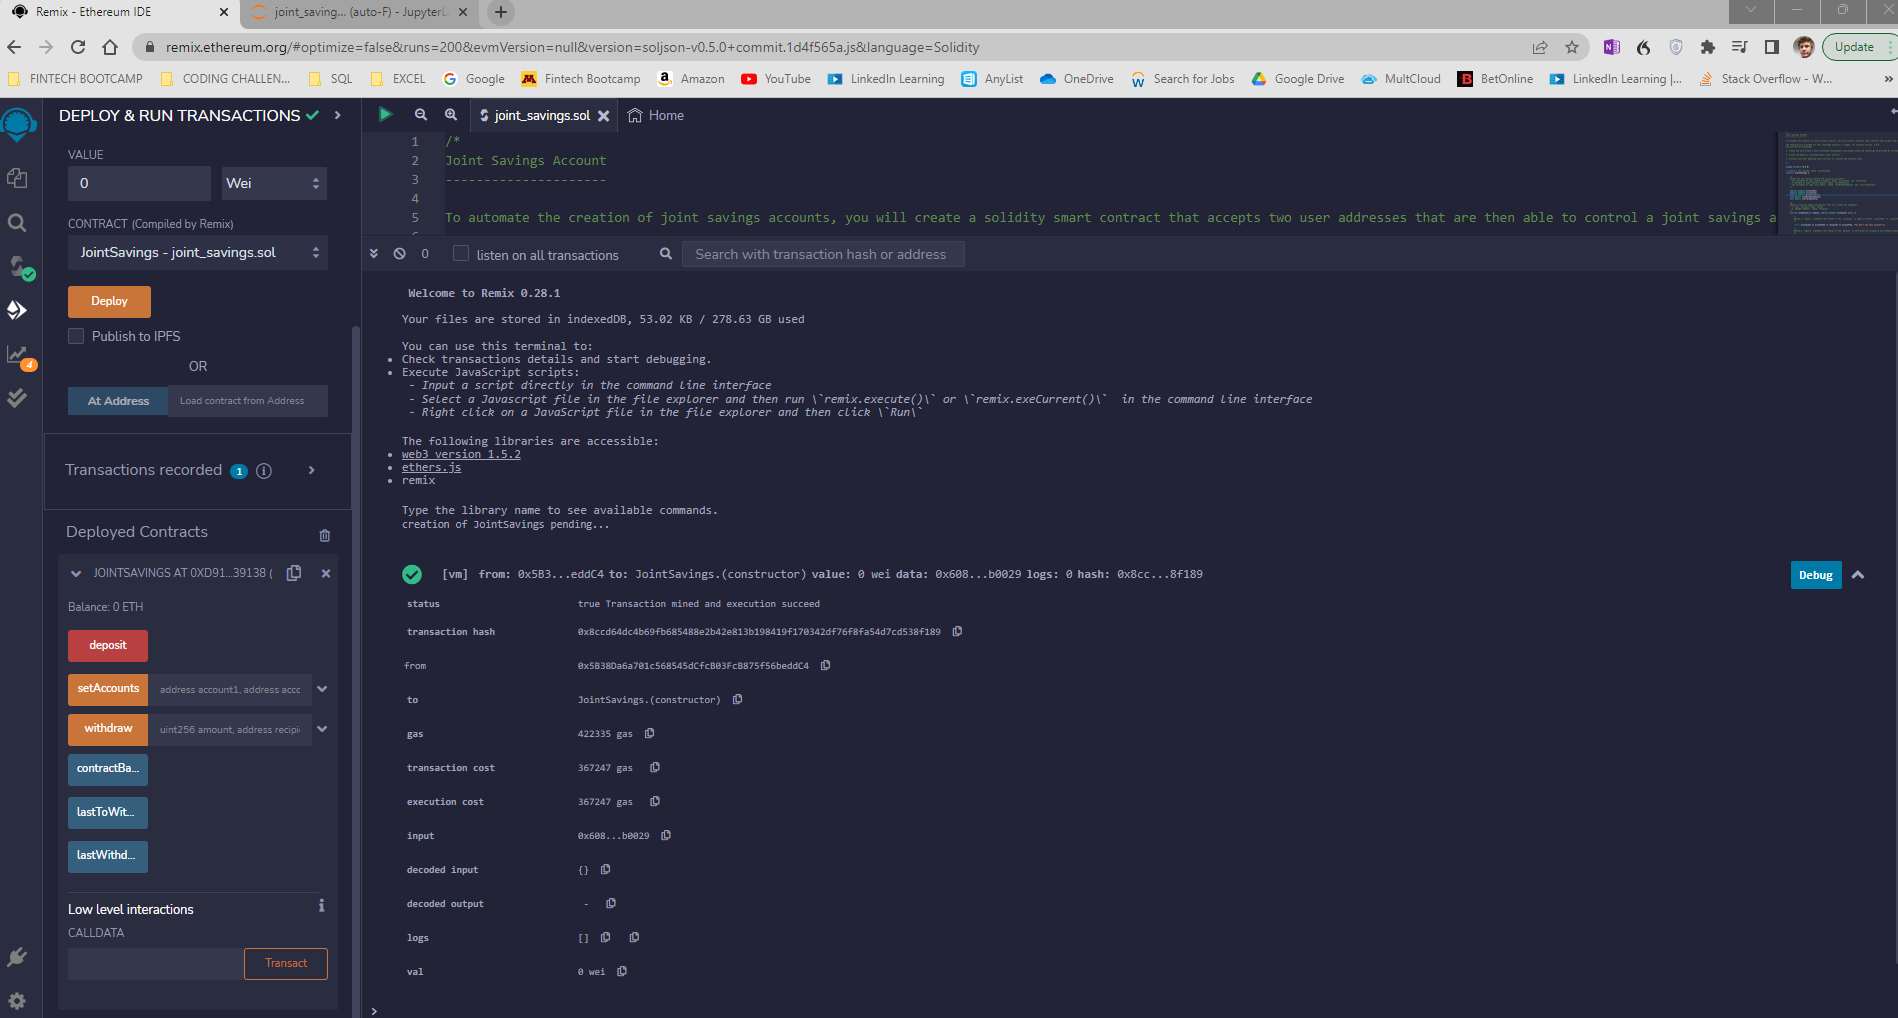 Remix - Ethereum IDE
joint_saving... (auto-F) - JupyterL
remix.ethereum.org/#optimize=false&runs=200&evmVersion=null&version=soljson-v0.5.0+commit.1d4f565a.js&language=Solidity
Update
FINTECH BOOTCAMP
CODING CHALLEN...
SQL
EXCEL
Google
Fintech Bootcamp
Amazon
YouTube
LinkedIn Learning
AnyList
OneDrive
Search for Jobs
Google Drive
MultCloud
BetOnline
LinkedIn Learning |...
Stack Overflow - W...
»
DEPLOY & RUN TRANSACTIONS
VALUE
0
Wei
CONTRACT (Compiled by Remix)
JointSavings - joint_savings.sol
Deploy
Publish to IPFS
OR
At Address
Load contract from Address
4
Transactions recorded 1
Deployed Contracts
JOINTSAVINGS AT 0XD91...39138 (
Balance: 0 ETH
deposit
setAccounts
address account1, address acco
withdraw
uint256 amount, address recipie
contractBa...
lastToWit...
lastWithd...
Low level interactions
CALLDATA
Transact
joint_savings.sol
Home
1 /*
2 Joint Savings Account
3 ---------------------
4
5 To automate the creation of joint savings accounts, you will create a solidity smart contract that accepts two user addresses that are then able to control a joint savings a
0
listen on all transactions
Search with transaction hash or address
Welcome to Remix 0.28.1
Your files are stored in indexedDB, 53.02 KB / 278.63 GB used
You can use this terminal to:
• Check transactions details and start debugging.
• Execute JavaScript scripts:
- Input a script directly in the command line interface
- Select a Javascript file in the file explorer and then run \`remix.execute()\` or \`remix.exeCurrent()\` in the command line interface
- Right click on a JavaScript file in the file explorer and then click \`Run\`
The following libraries are accessible:
• web3 version 1.5.2
• ethers.js
• remix
Type the library name to see available commands.
creation of JointSavings pending...
[vm] from: 0x5B3...eddC4 to: JointSavings.(constructor) value: 0 wei data: 0x608...b0029 logs: 0 hash: 0x8cc...8f189
Debug
status true Transaction mined and execution succeed
transaction hash 0x8ccd64dc4b69fb685488e2b42e813b198419f170342df76f8fa54d7cd538f189
from 0x5B38Da6a701c568545dCfcB03FcB875f56beddC4
to JointSavings.(constructor)
gas 422335 gas
transaction cost 367247 gas
execution cost 367247 gas
input 0x608...b0029
decoded input {}
decoded output -
logs []
val 0 wei
>